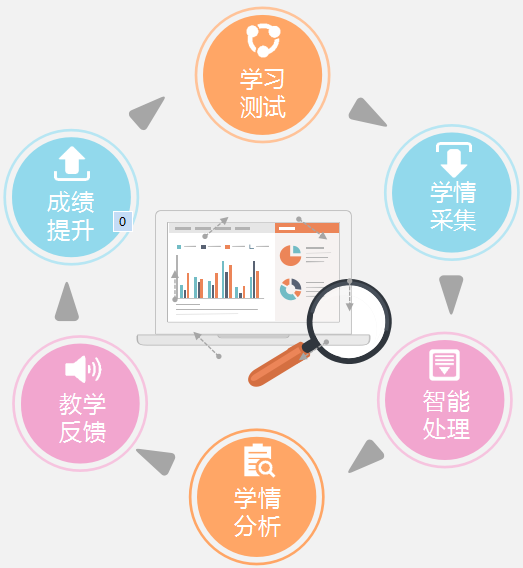 学习
测试
学情
采集
智能
处理
学情
分析
教学
反馈
成绩
提升
0